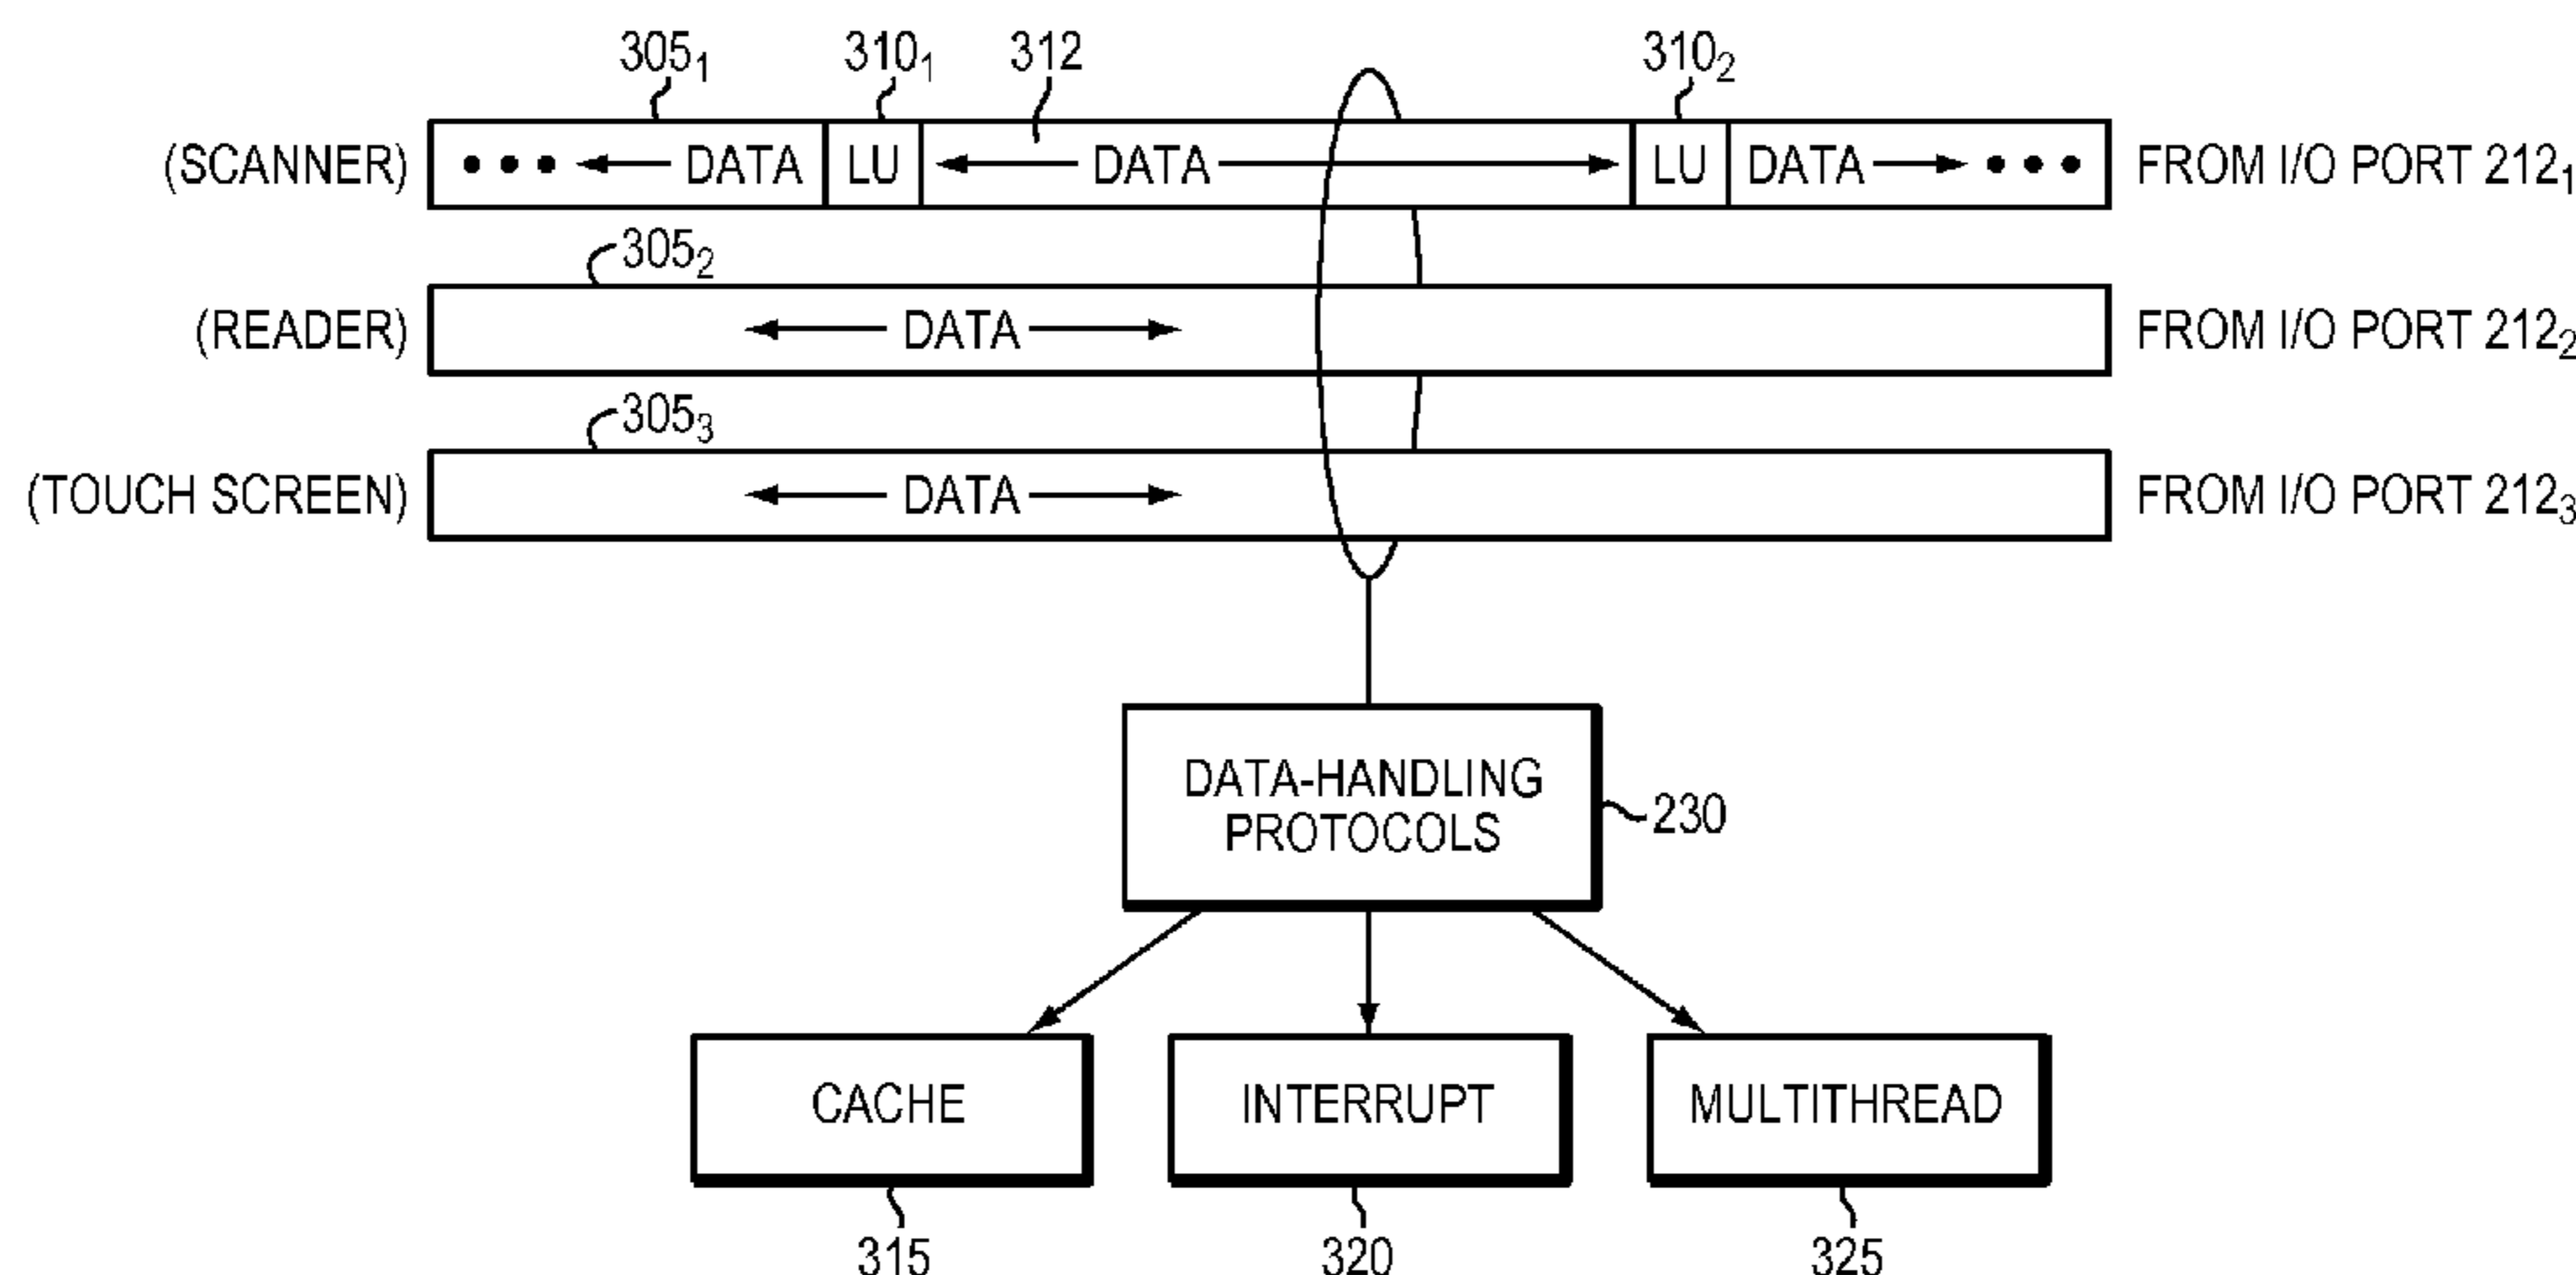 305₁ 310₁ 312 310₂
(SCANNER) ••• DATA LU DATA LU DATA ••• FROM I/O PORT 212₁
305₂
(READER) DATA FROM I/O PORT 212₂
305₃
(TOUCH SCREEN) DATA FROM I/O PORT 212₃
DATA-HANDLING
PROTOCOLS
230
CACHE INTERRUPT MULTITHREAD
315 320 325